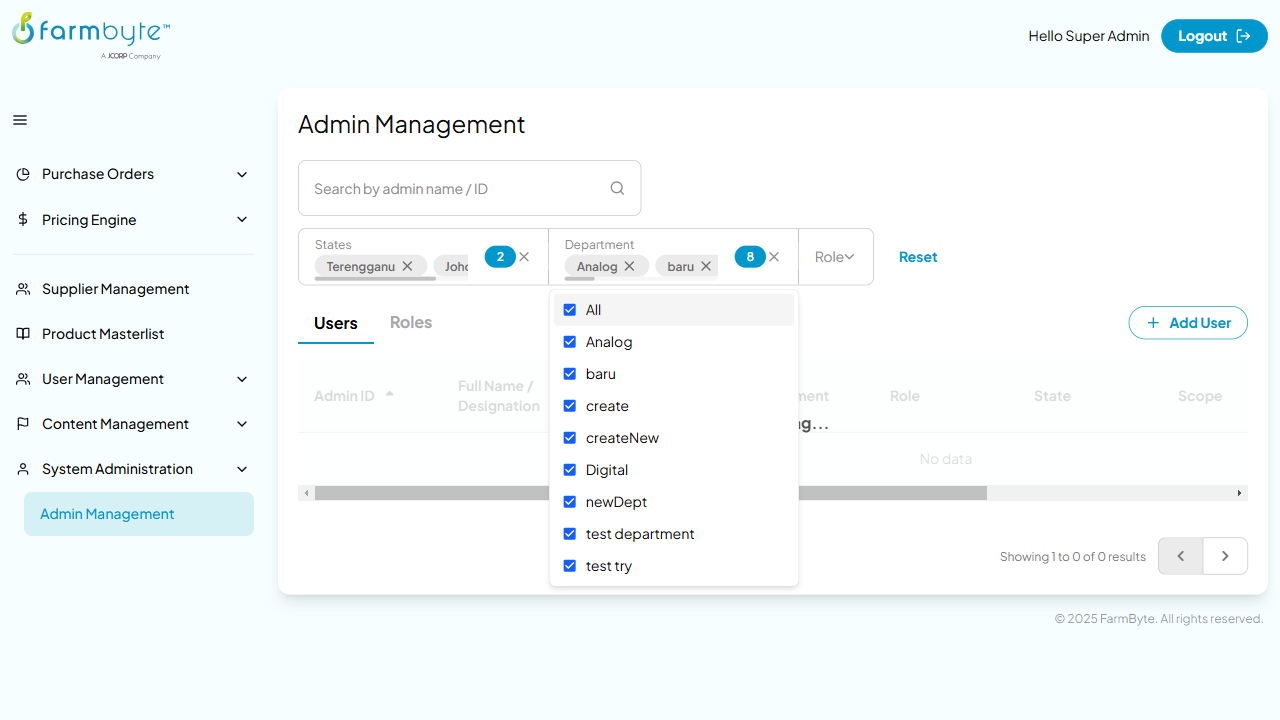 farmbyte™
A JCORP Company
Hello Super Admin
Logout
Admin Management
Purchase Orders
Pricing Engine
Supplier Management
Product Masterlist
User Management
Content Management
System Administration
Admin Management
Search by admin name / ID
States
Terengganu
Joho
2
Department
Analog
baru
8
Role
Reset
All
Analog
baru
create
createNew
Digital
newDept
test department
test try
Users
Roles
Add User
Admin ID
Full Name /
Designation
ment
Role
State
Scope
ng...
No data
Showing 1 to 0 of 0 results
© 2025 FarmByte. All rights reserved.